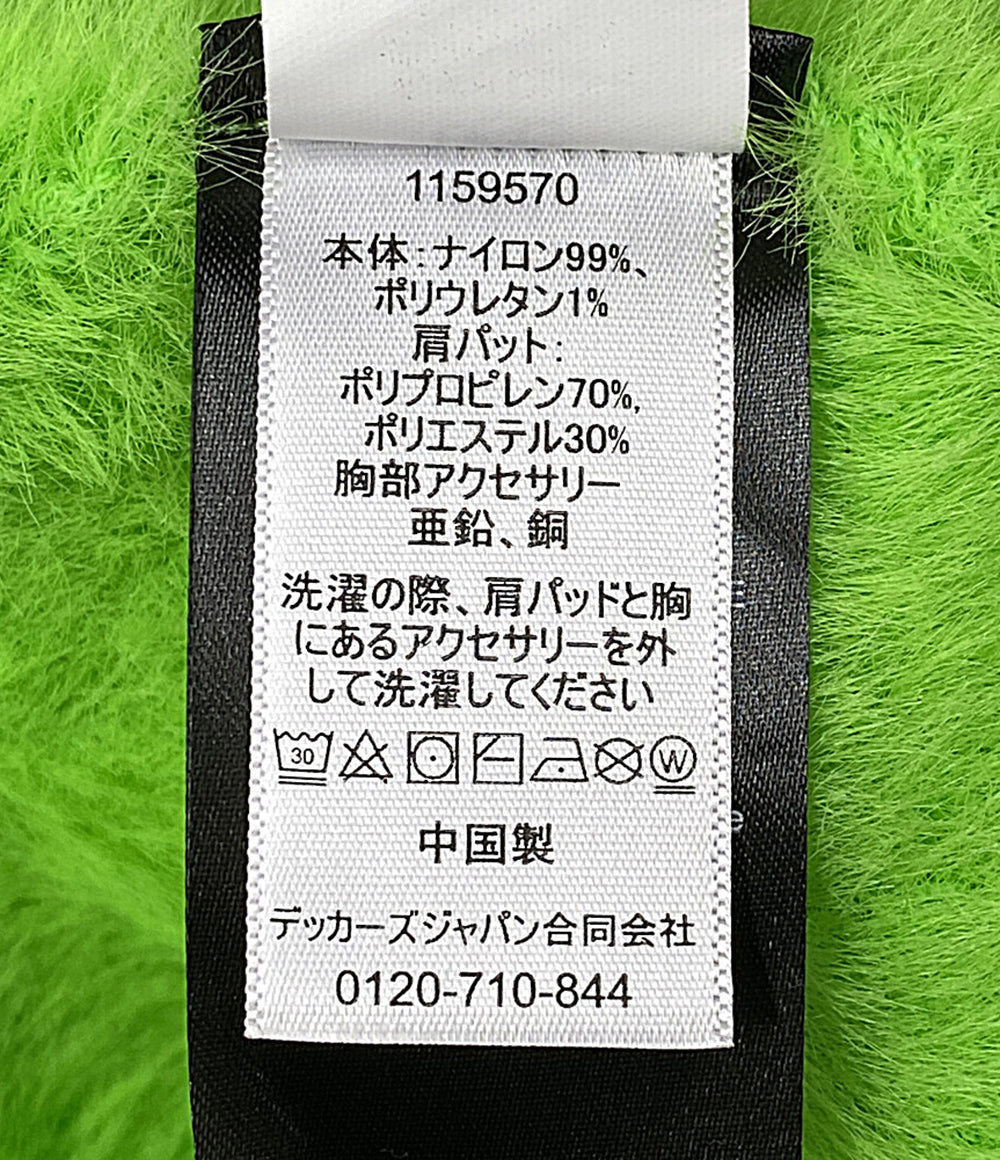 1159570
本体:ナイロン99%、
ポリウレタン1%
肩パット:
ポリプロピレン70%,
ポリエステル30%
胸部アクセサリー
亜鉛、銅
洗濯の際、肩パッドと胸
にあるアクセサリーを外
して洗濯してください
30 W
中国製
デッカーズジャパン合同会社
0120-710-844